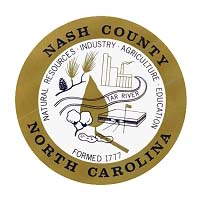 NASH COUNTY
NATURAL RESOURCES · INDUSTRY · AGRICULTURE · EDUCATION
TAR RIVER
FORMED 1777
NORTH CAROLINA